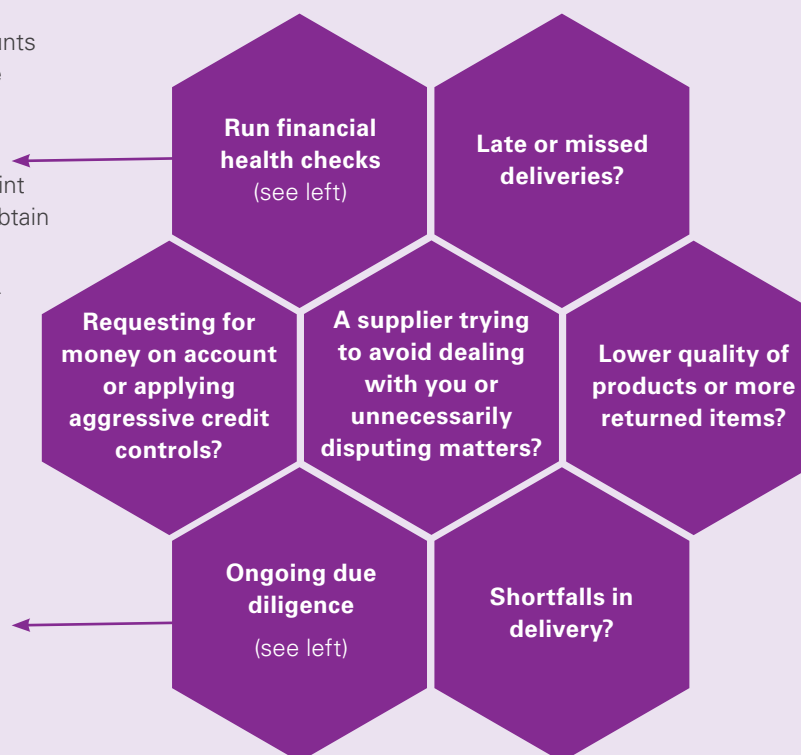 Run financial
health checks
(see left)
Late or missed
deliveries?
Requesting for
money on account
or applying
aggressive credit
controls?
A supplier trying
to avoid dealing
with you or
unnecessarily
disputing matters?
Lower quality of
products or more
returned items?
Ongoing due
diligence
(see left)
Shortfalls in
delivery?